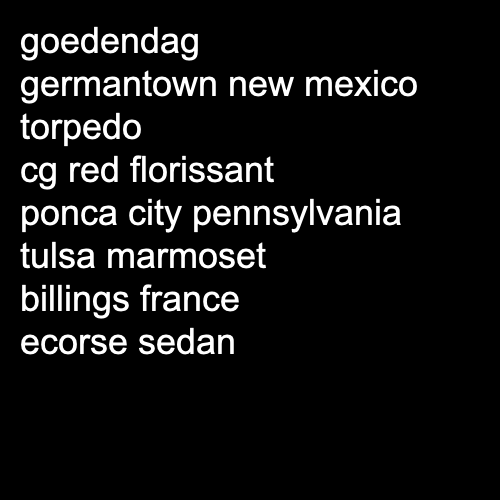 goedendag
germantown new mexico
torpedo
cg red florissant
ponca city pennsylvania
tulsa marmoset
billings france
ecorse sedan